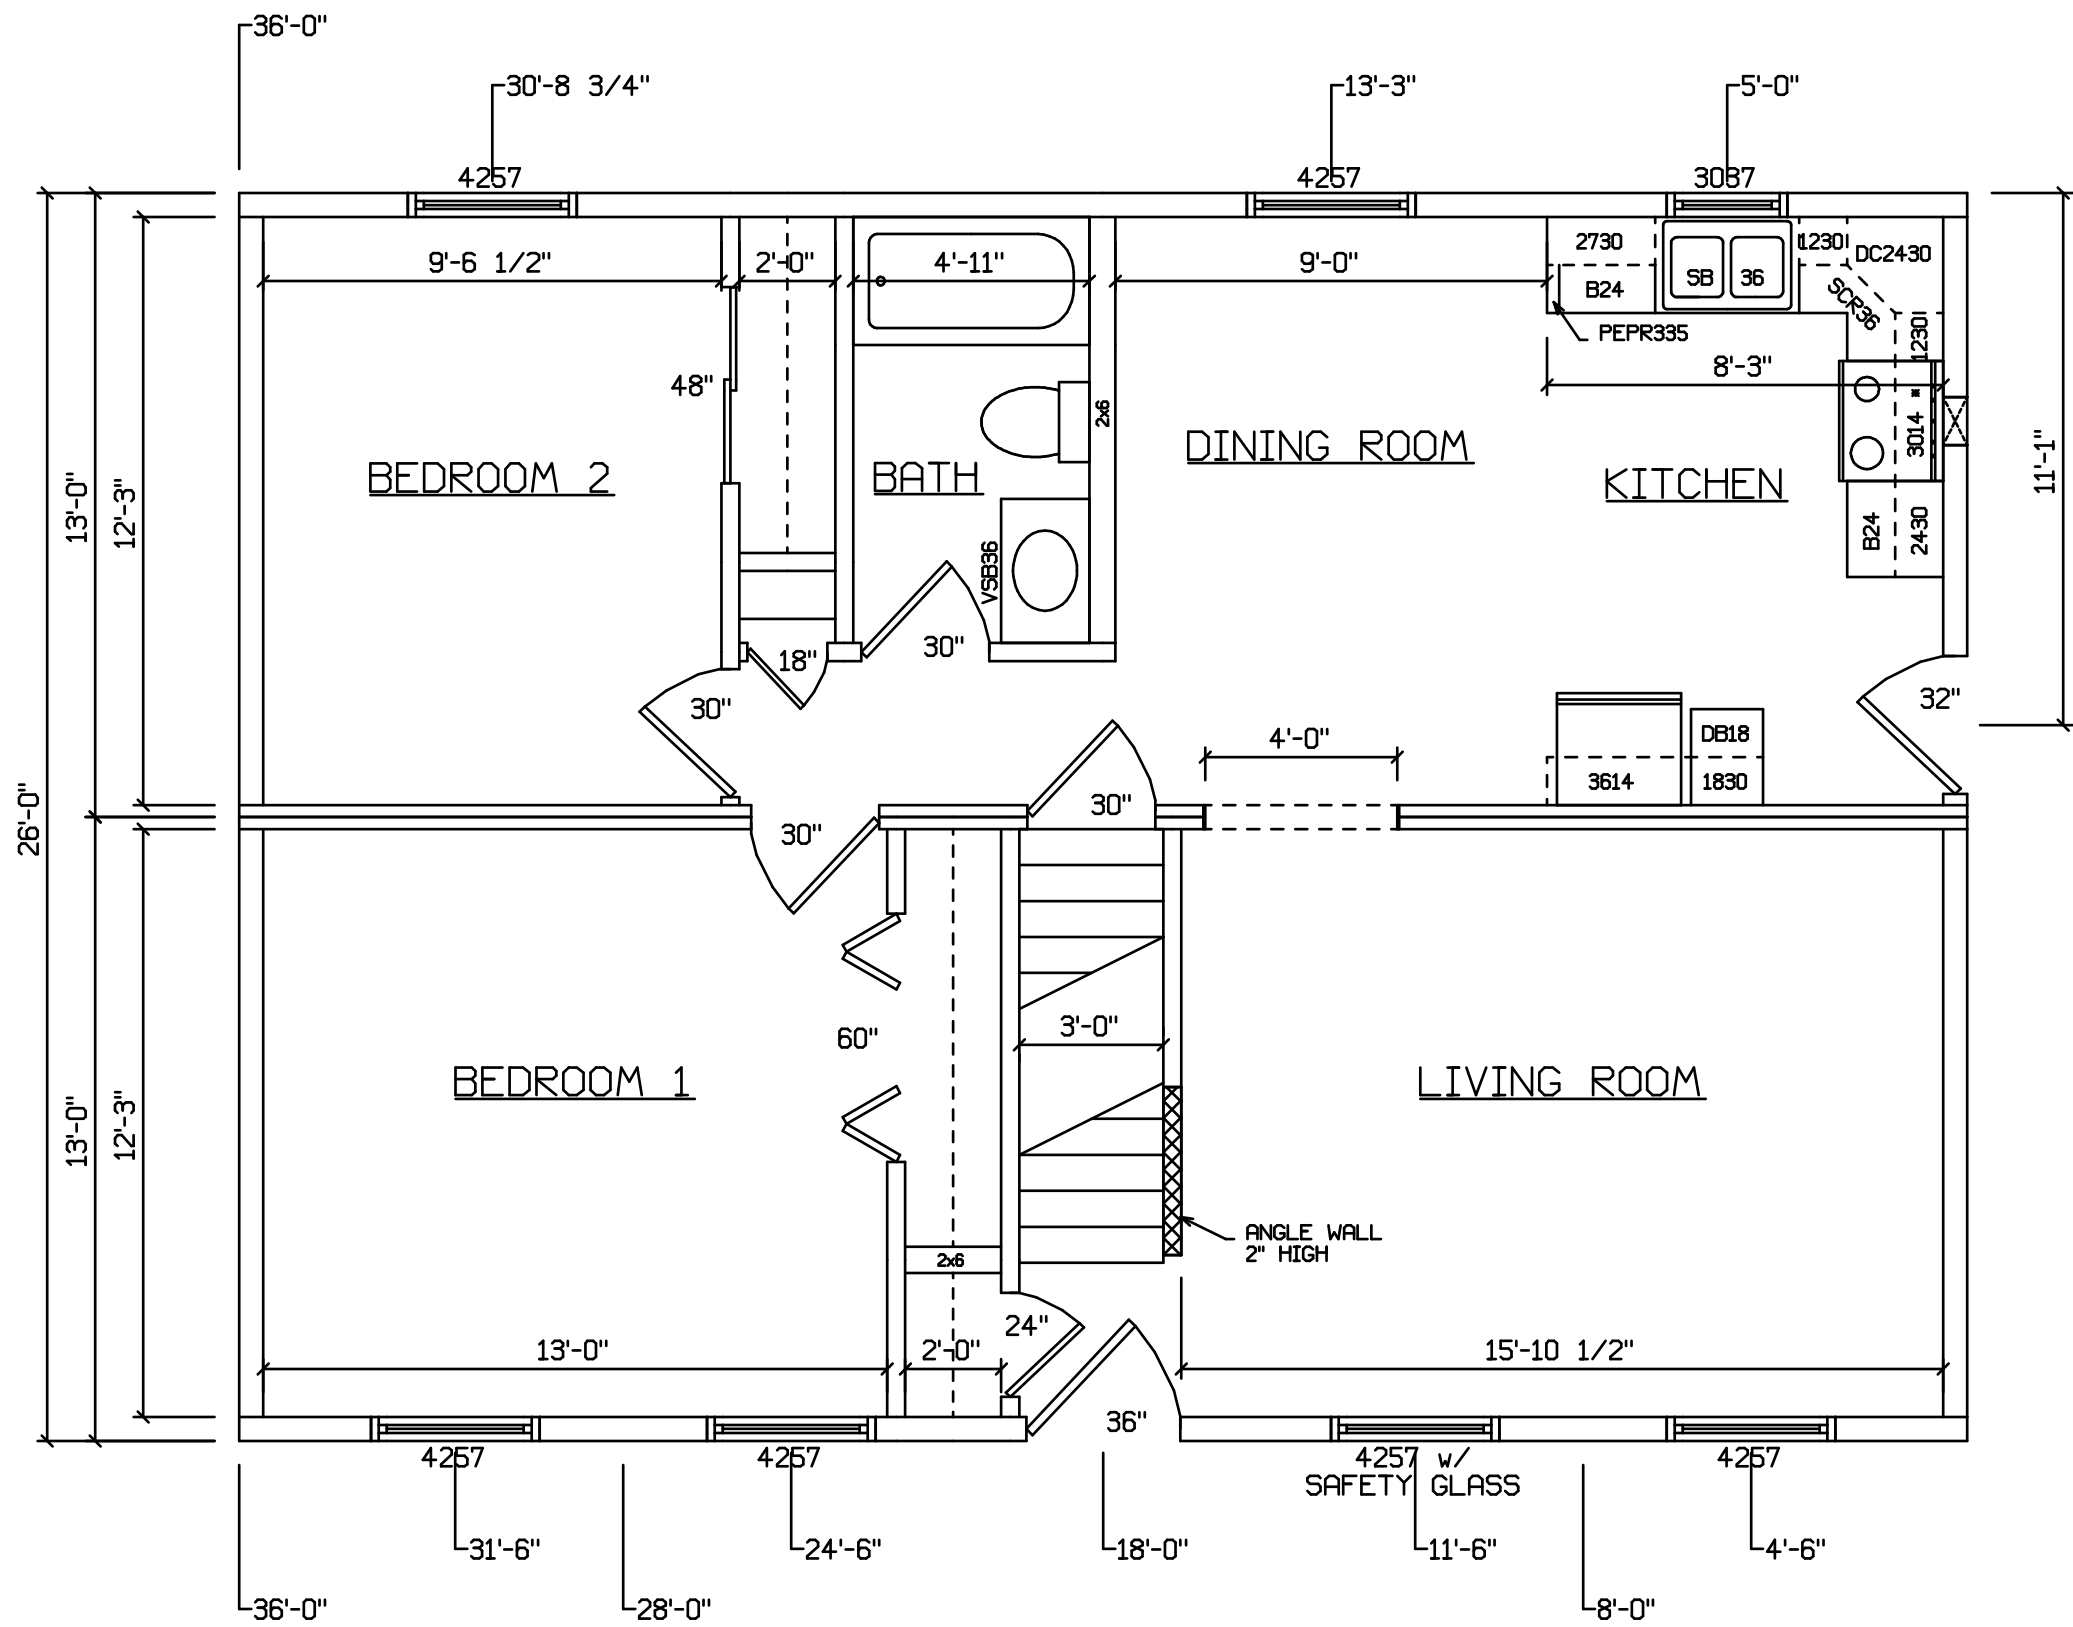 36'-0"
30'-8 3/4"
13'-3"
5'-0"
4257
4257
3037
9'-6 1/2"
2'-0"
4'-11"
9'-0"
2730
1230
DC2430
SB
36
B24
SCR36
PEPR335
1230
8'-3"
48"
2x6
3014 *
DINING ROOM
BEDROOM 2
BATH
KITCHEN
11'-1"
13'-0"
12'-3"
B24
2430
VSB36
30"
18"
30"
32"
4'-0"
DB18
3614
1830
30"
30"
26'-0"
3'-0"
60"
BEDROOM 1
LIVING ROOM
13'-0"
12'-3"
ANGLE WALL
2" HIGH
2x6
24"
13'-0"
2'-0"
15'-10 1/2"
36"
4257
4257
4257 w/
SAFETY GLASS
4257
31'-6"
24'-6"
18'-0"
11'-6"
4'-6"
36'-0"
28'-0"
8'-0"